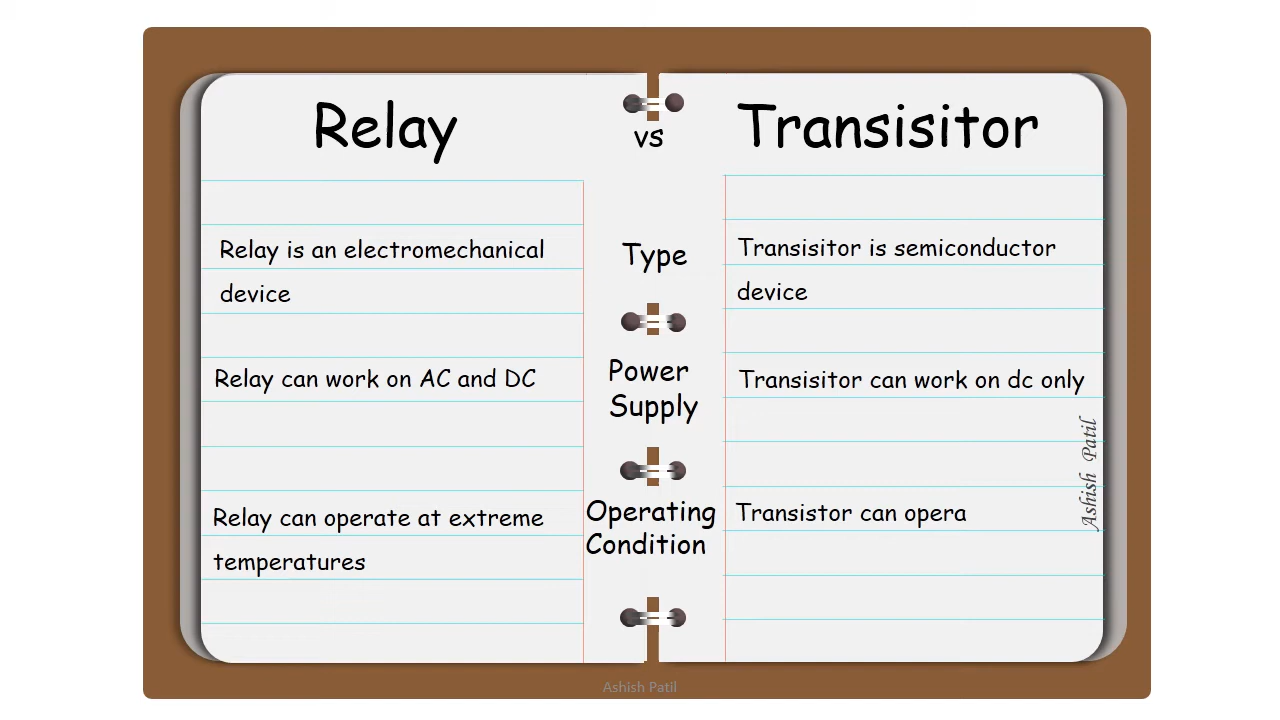 Relay
vs
Transisitor
Relay is an electromechanical
device
Type
Transisitor is semiconductor
device
Relay can work on AC and DC
Power
Supply
Transisitor can work on dc only
Relay can operate at extreme
temperatures
Operating
Condition
Transistor can opera
Ashish Patil
Ashish Patil